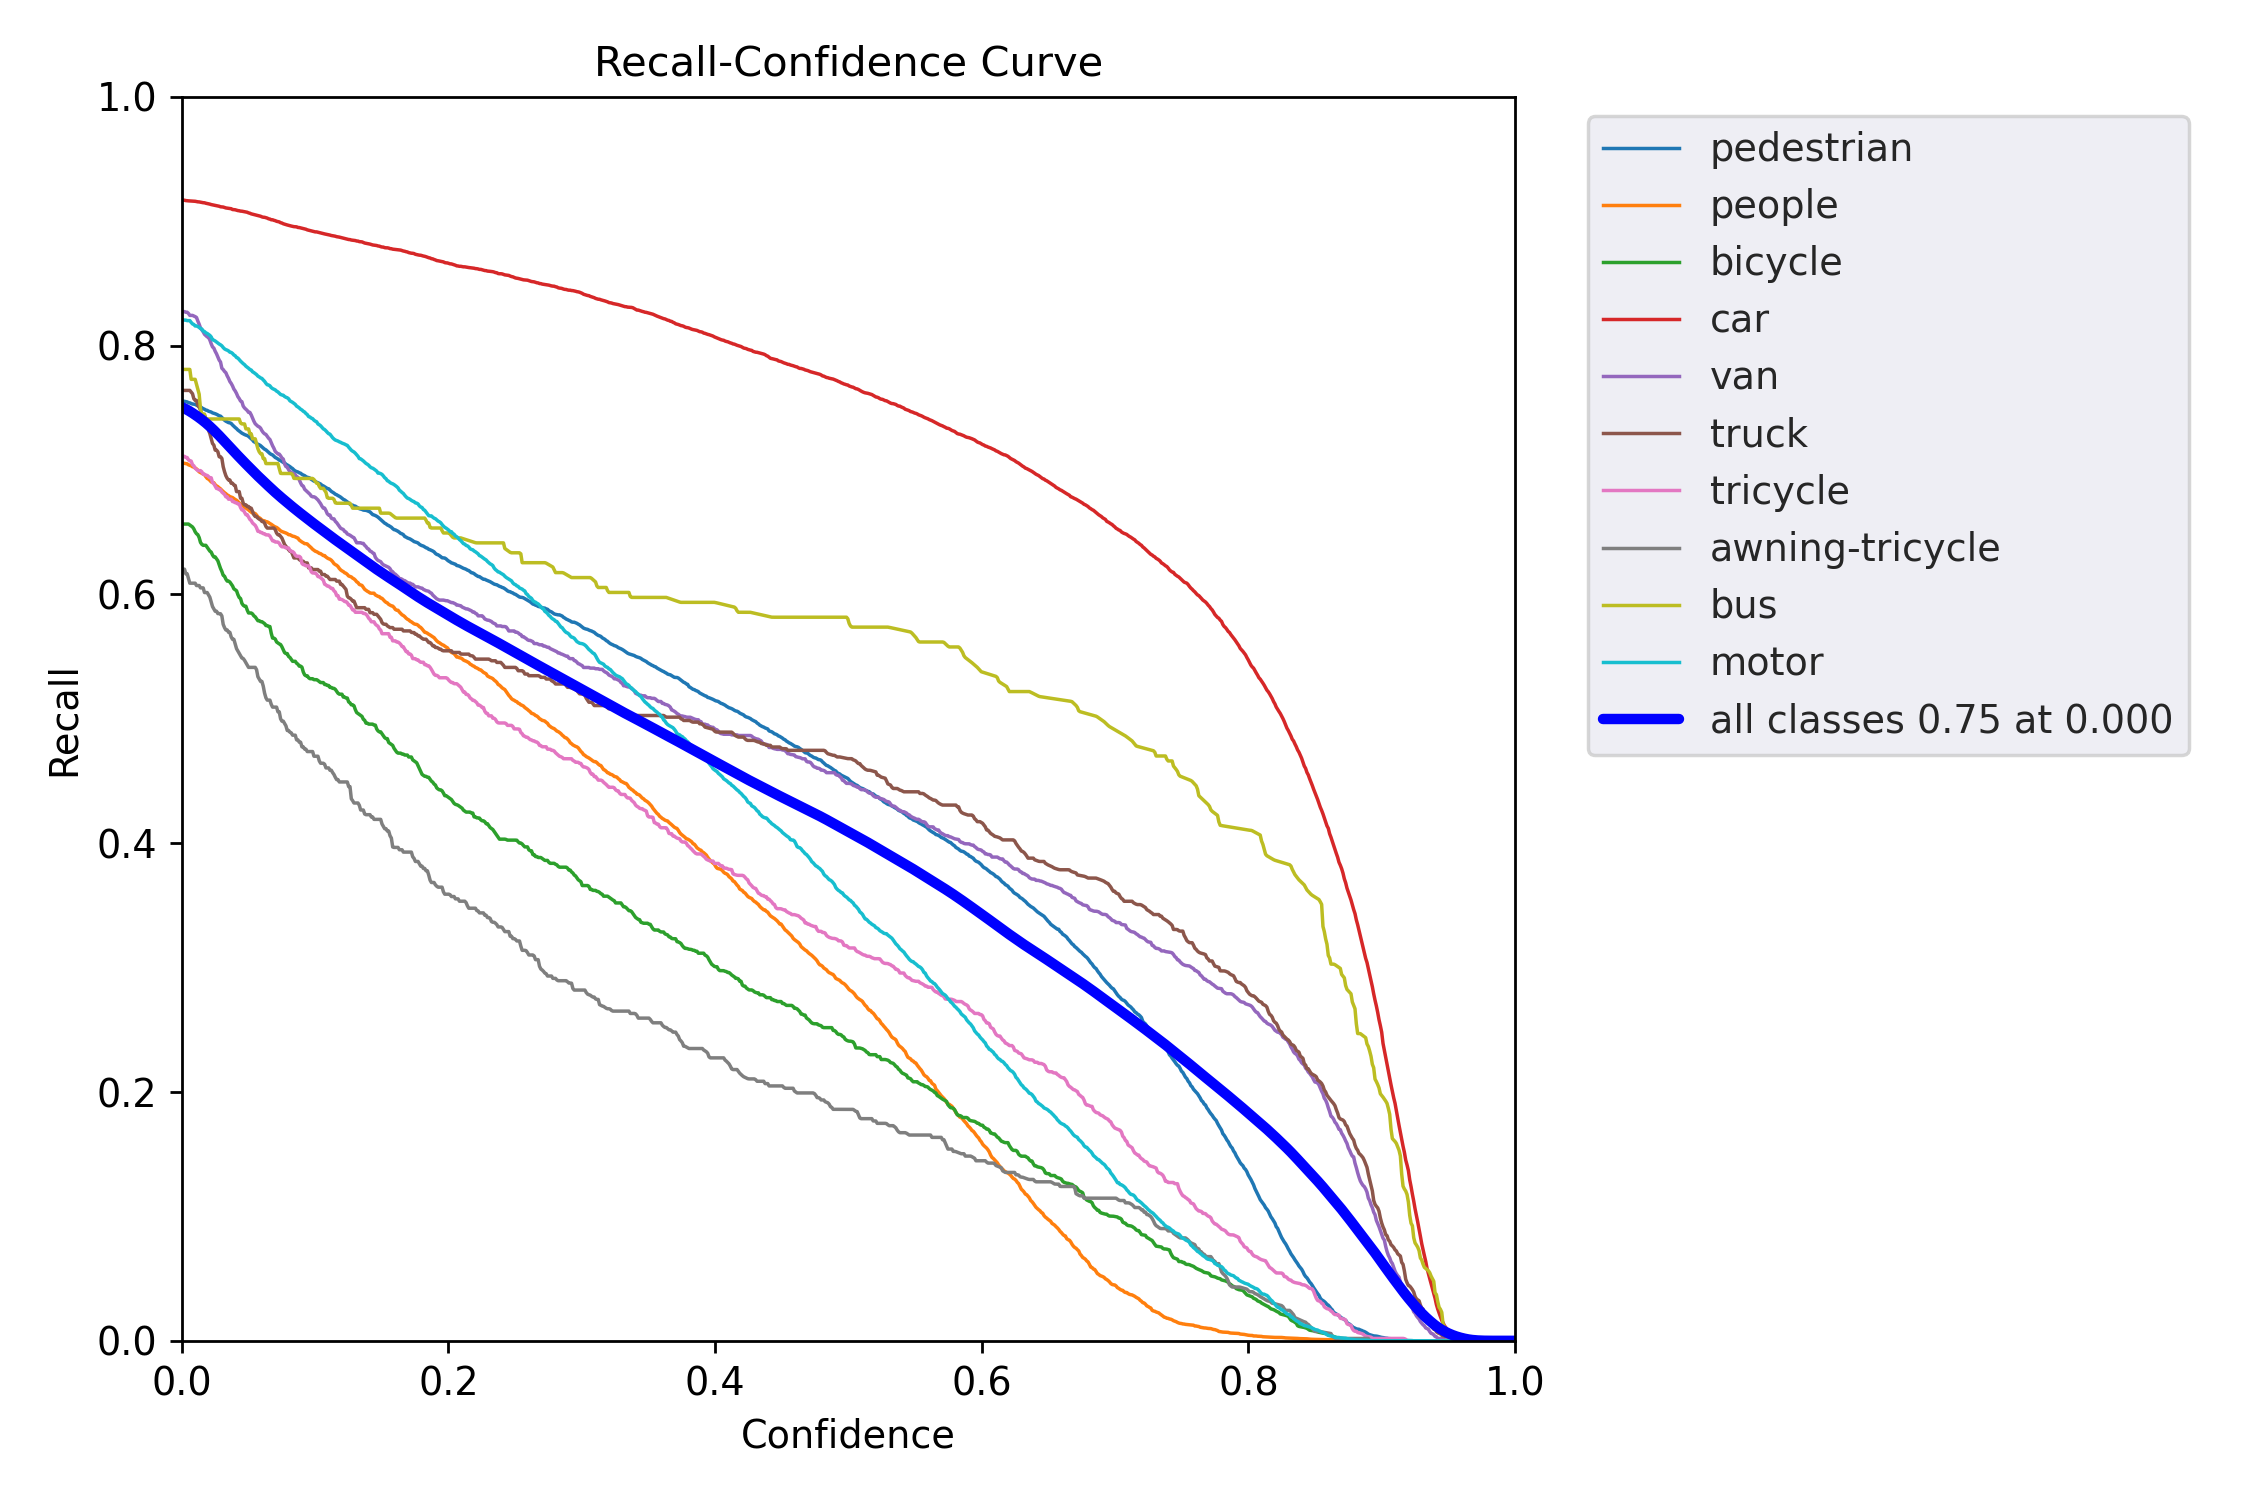 Recall-Confidence Curve
1.0
0.8
0.6
0.4
0.2
0.0
Recall
0.0 0.2 0.4 0.6 0.8 1.0
Confidence
pedestrian
people
bicycle
car
van
truck
tricycle
awning-tricycle
bus
motor
all classes 0.75 at 0.000